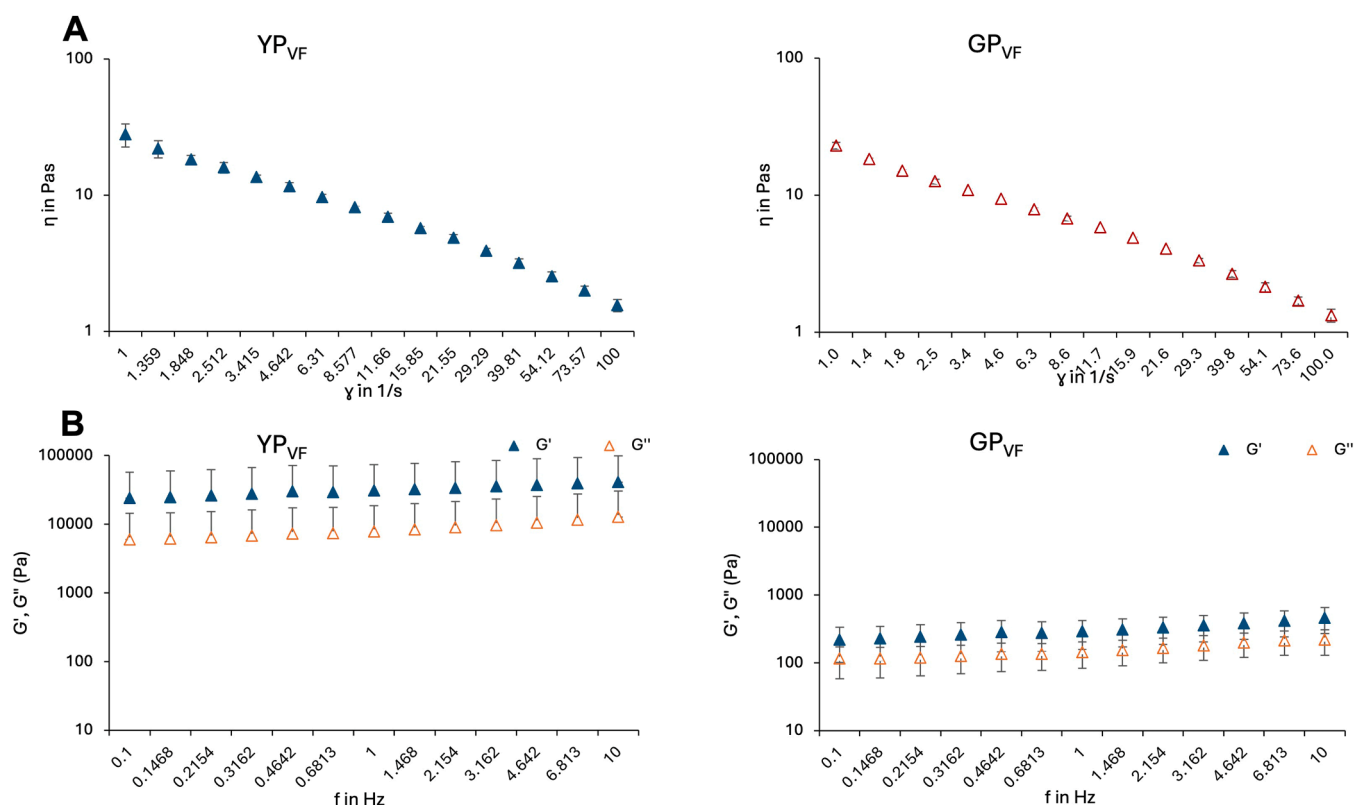 A
YPVF
GPVF
100
10
1
η in Pas
1 1.359 1.848 2.512 3.415 4.642 6.31 8.577 11.66 15.85 21.55 29.29 39.81 54.12 73.57 100
ɣ in 1/s
100
10
1
η in Pas
1.0 1.4 1.8 2.5 3.4 4.6 6.3 8.6 11.7 15.9 21.6 29.3 39.8 54.1 73.6 100.0
ɣ in 1/s
B
YPVF
G' G''
100000
10000
1000
100
10
G', G'' (Pa)
0.1 0.1468 0.2154 0.3162 0.4642 0.6813 1 1.468 2.154 3.162 4.642 6.813 10
f in Hz
GPVF
G' G''
100000
10000
1000
100
10
G', G'' (Pa)
0.1 0.1468 0.2154 0.3162 0.4642 0.6813 1 1.468 2.154 3.162 4.642 6.813 10
f in Hz